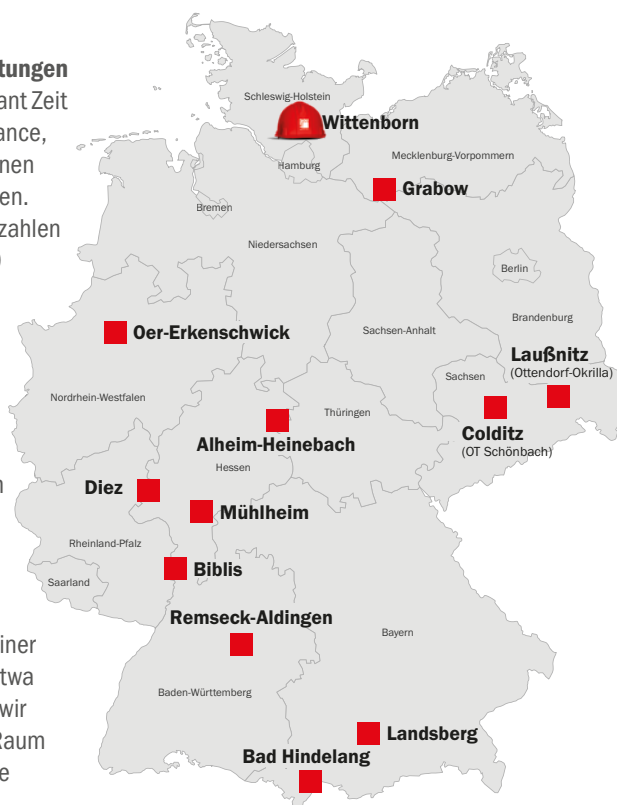 tungen
ant Zeit
ance,
nen
en.
zahlen
)
n
iner
twa
wir
Raum
e
Schleswig-Holstein
Wittenborn
Hamburg
Mecklenburg-Vorpommern
Grabow
Bremen
Niedersachsen
Berlin
Brandenburg
Oer-Erkenschwick
Sachsen-Anhalt
Laußnitz
(Ottendorf-Okrilla)
Sachsen
Nordrhein-Westfalen
Thüringen
Colditz
(OT Schönbach)
Alheim-Heinebach
Hessen
Diez
Mühlheim
Rheinland-Pfalz
Biblis
Saarland
Remseck-Aldingen
Bayern
Baden-Württemberg
Landsberg
Bad Hindelang